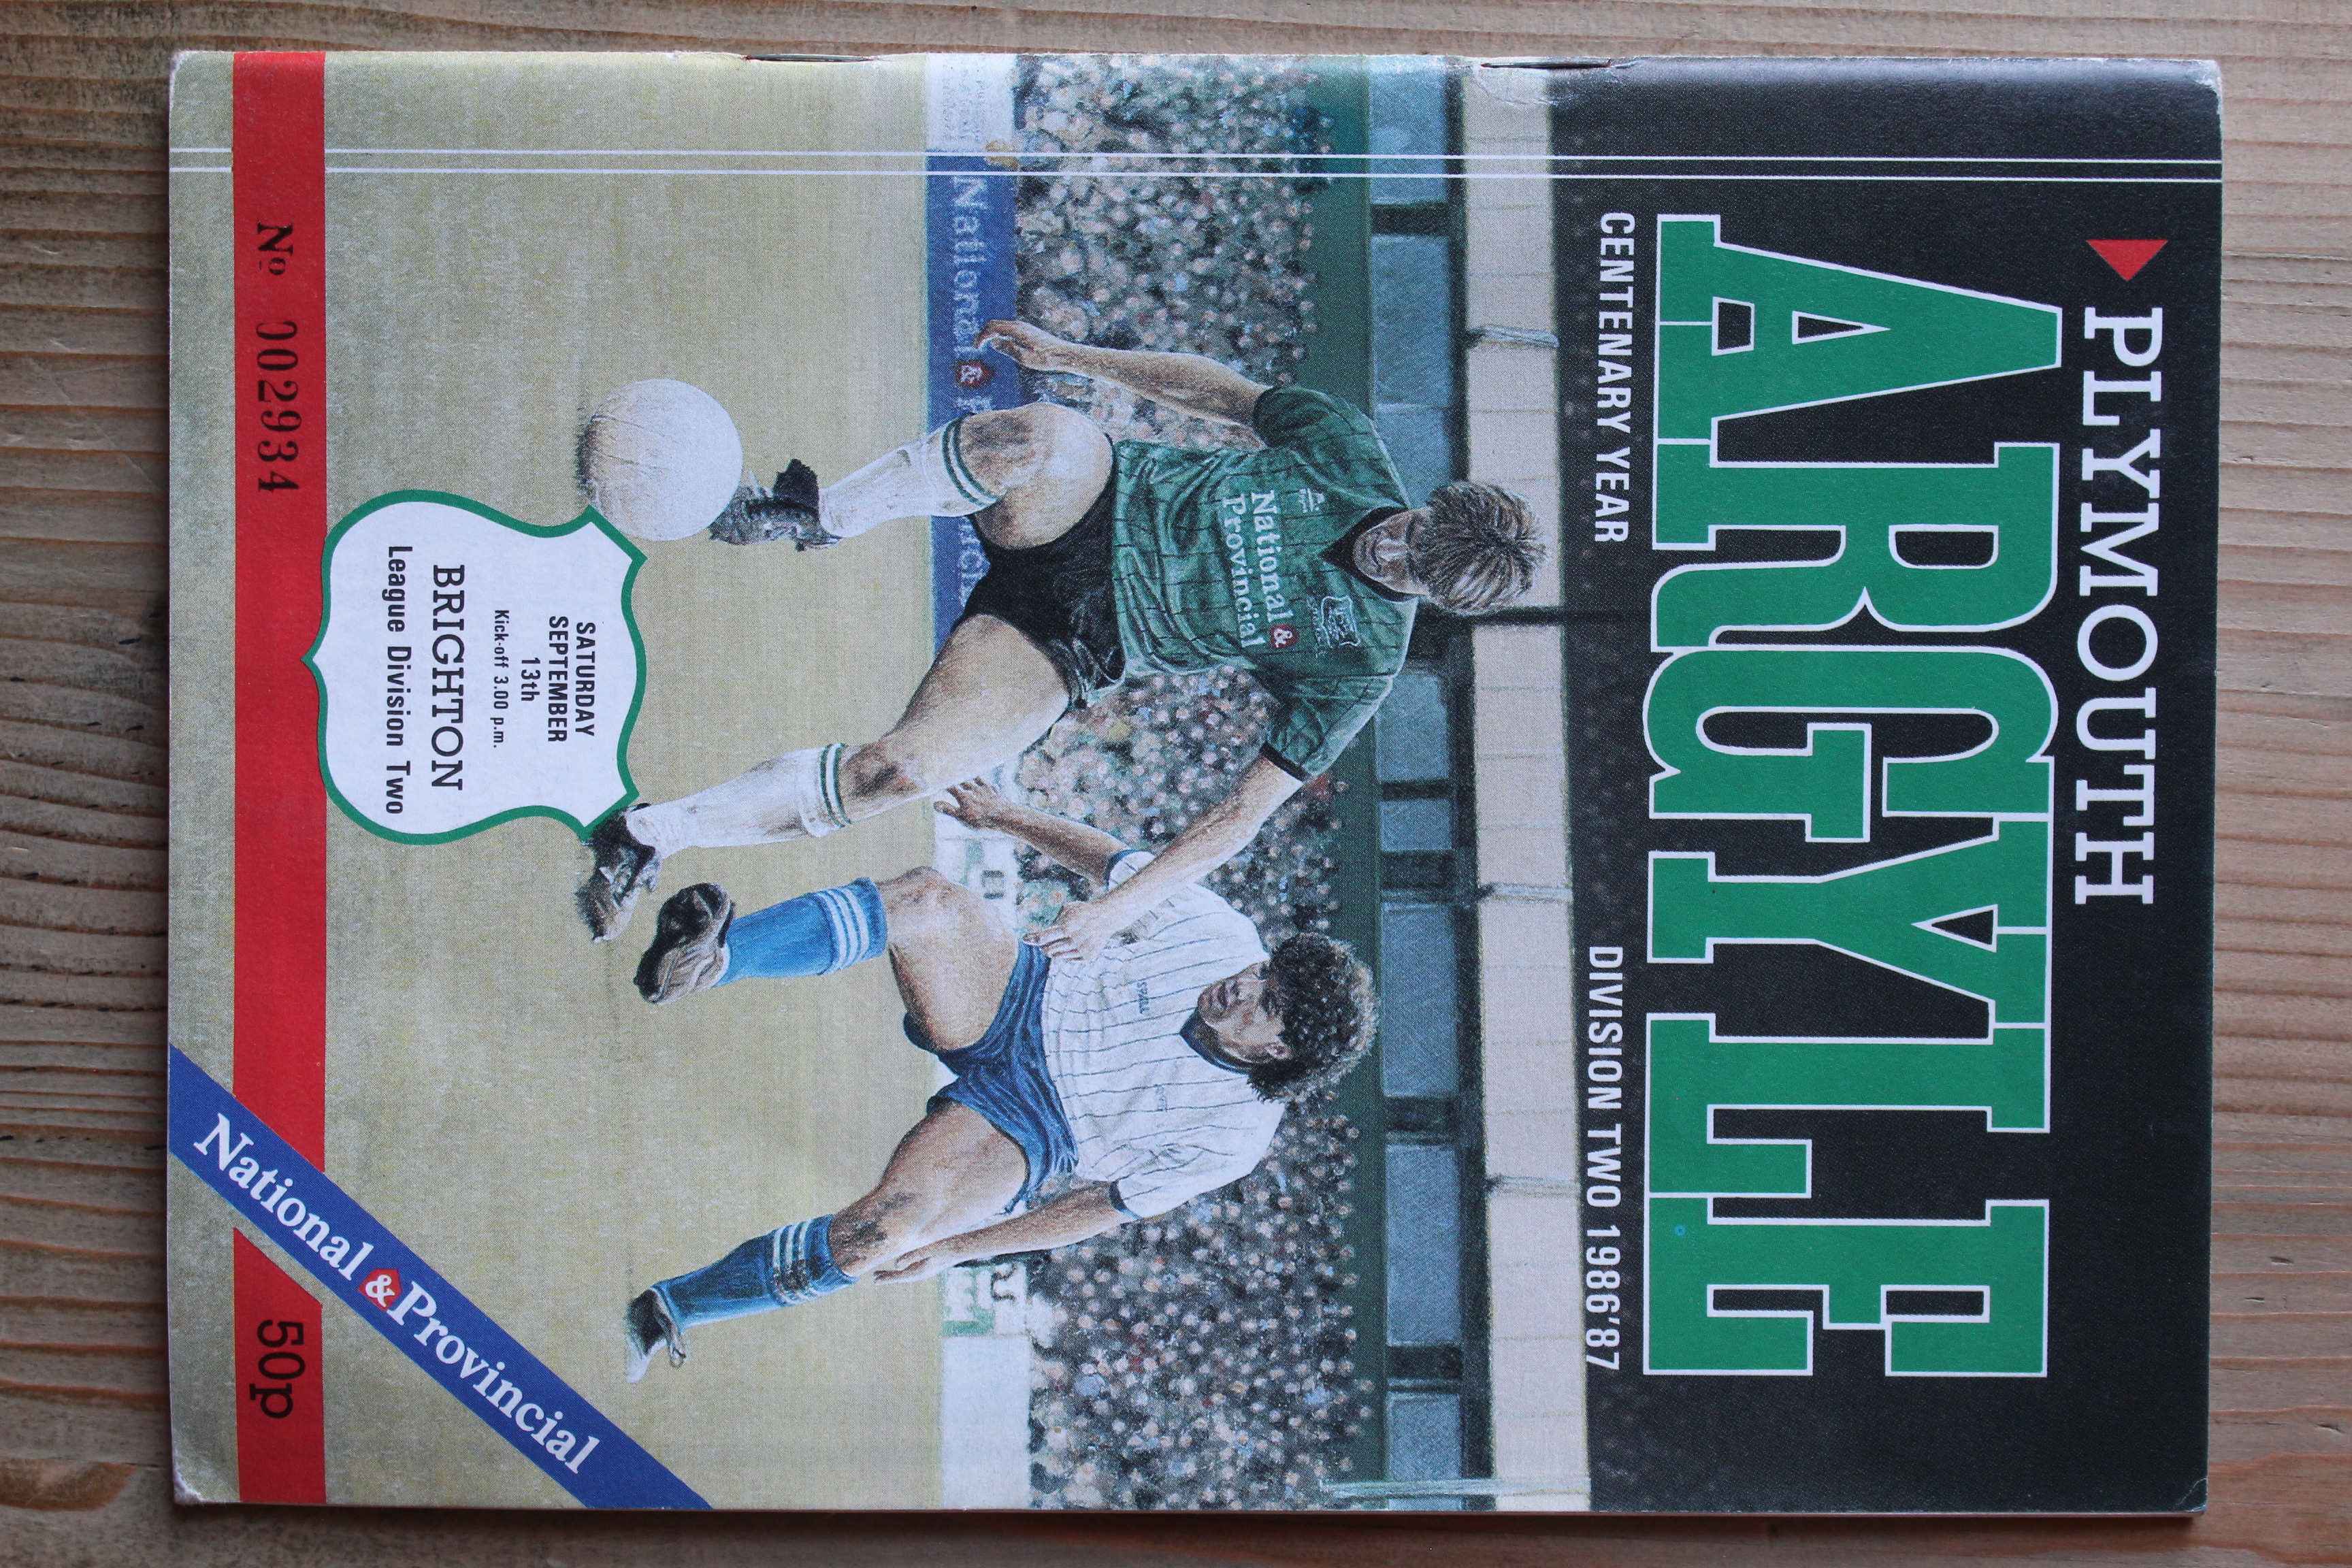 PLYMOUTH
ARGYLE
CENTENARY YEAR
DIVISION TWO 1986'87
National &
Provincial
National &
SATURDAY
SEPTEMBER
13th
Kick-off 3.00 p.m.
BRIGHTON
League Division Two
National & Provincial
Nº 002934
50p